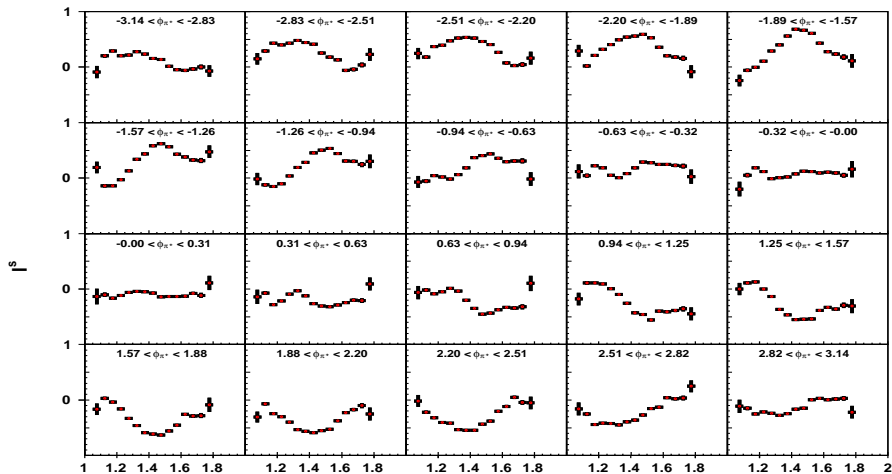 1
-3.14 < ϕπ+ < -2.83
-2.83 < ϕπ+ < -2.51
-2.51 < ϕπ+ < -2.20
-2.20 < ϕπ+ < -1.89
-1.89 < ϕπ+ < -1.57
0
1
-1.57 < ϕπ+ < -1.26
-1.26 < ϕπ+ < -0.94
-0.94 < ϕπ+ < -0.63
-0.63 < ϕπ+ < -0.32
-0.32 < ϕπ+ < -0.00
0
1
-0.00 < ϕπ+ < 0.31
0.31 < ϕπ+ < 0.63
0.63 < ϕπ+ < 0.94
0.94 < ϕπ+ < 1.25
1.25 < ϕπ+ < 1.57
Is
0
1
1.57 < ϕπ+ < 1.88
1.88 < ϕπ+ < 2.20
2.20 < ϕπ+ < 2.51
2.51 < ϕπ+ < 2.82
2.82 < ϕπ+ < 3.14
0
1 1.2 1.4 1.6 1.8 1.2 1.4 1.6 1.8 1.2 1.4 1.6 1.8 1.2 1.4 1.6 1.8 1.2 1.4 1.6 1.8 2